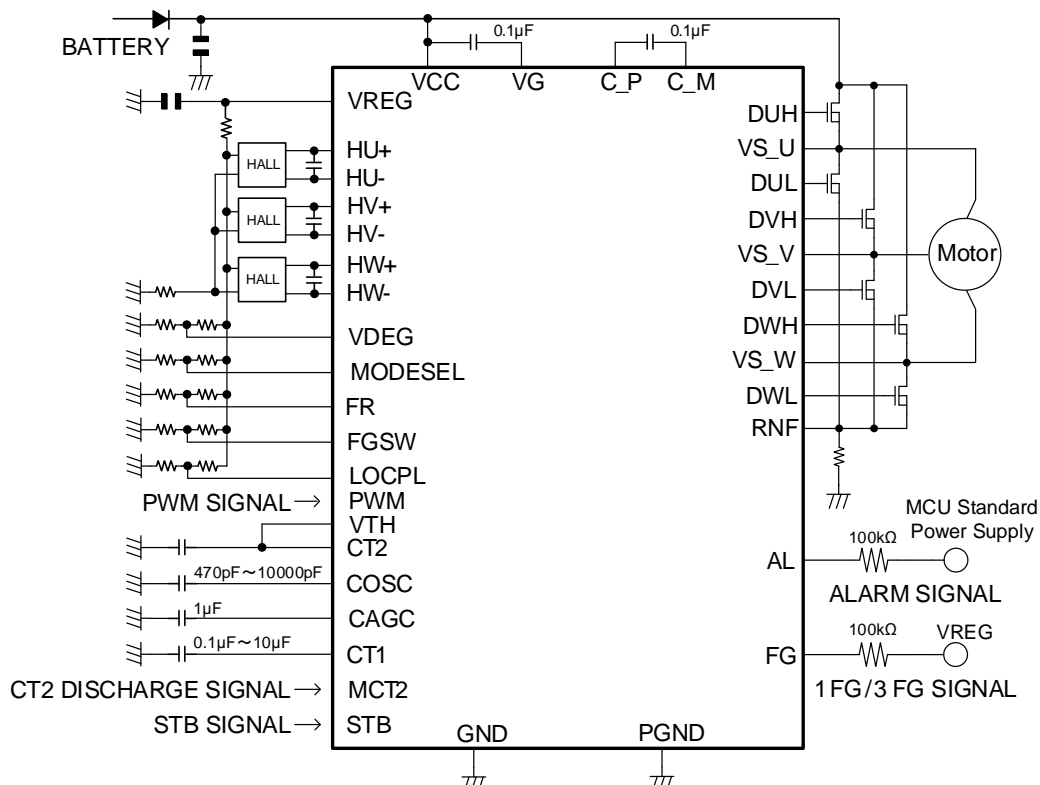 BATTERY
0.1μF
0.1μF
VCC
VG
C_P
C_M
VREG
HALL
HU+
HU-
HALL
HV+
HV-
HALL
HW+
HW-
VDEG
MODESEL
FR
FGSW
LOCPL
PWM SIGNAL
PWM
VTH
CT2
470pF~10000pF
COSC
1μF
CAGC
0.1μF~10μF
CT1
CT2 DISCHARGE SIGNAL
MCT2
STB SIGNAL
STB
GND
PGND
DUH
VS_U
DUL
DVH
VS_V
DVL
DWH
VS_W
DWL
RNF
Motor
MCU Standard
Power Supply
100kΩ
AL
ALARM SIGNAL
100kΩ
VREG
FG
1FG/3 FG SIGNAL